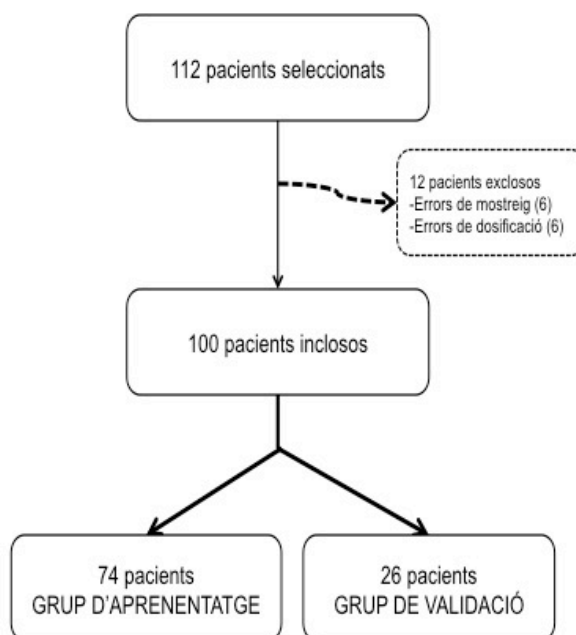 112 pacients seleccionats
12 pacients exclosos
-Errors de mostreig (6)
-Errors de dosificació (6)
100 pacients inclosos
74 pacients
GRUP D'APRENENTATGE
26 pacients
GRUP DE VALIDACIÓ